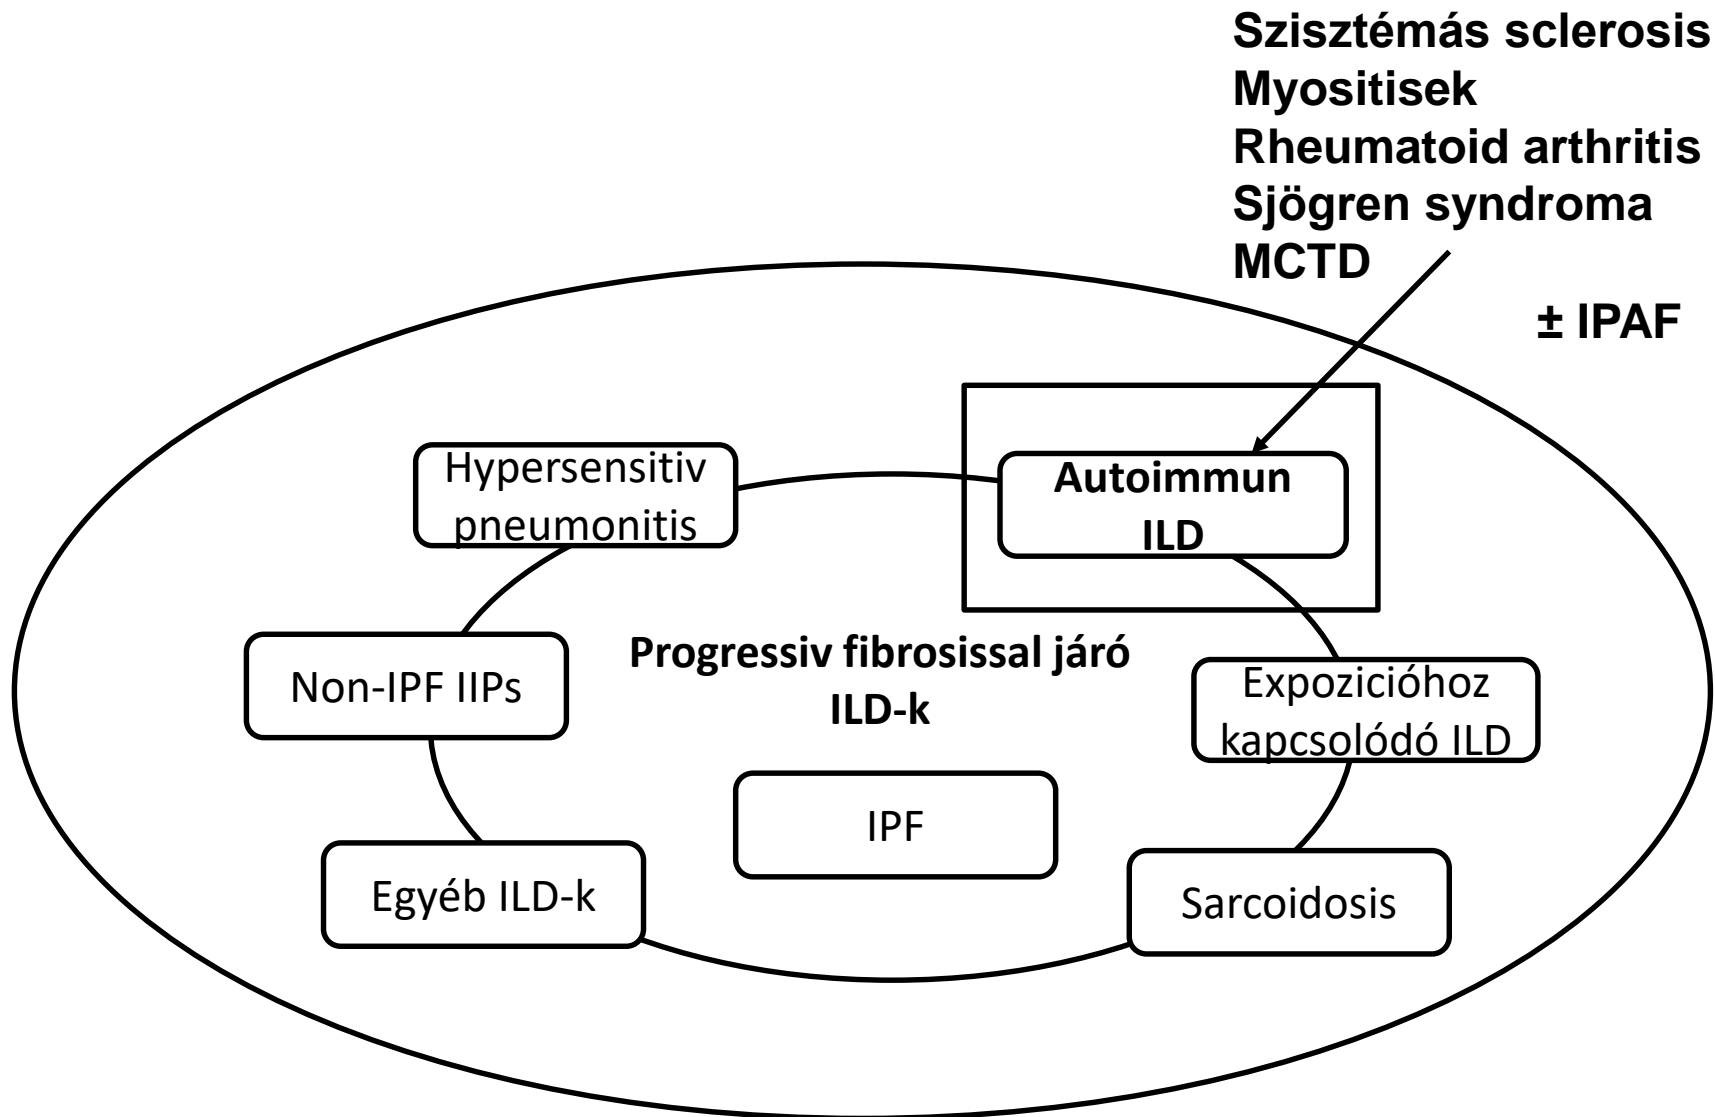 Szisztémás sclerosis
Myositisek
Rheumatoid arthritis
Sjögren syndroma
MCTD
± IPAF
Hypersensitiv
pneumonitis
Autoimmun
ILD
Non-IPF IIPs
Progressiv fibrosissal járó
ILD-k
Expozicióhoz
kapcsolódó ILD
IPF
Egyéb ILD-k
Sarcoidosis